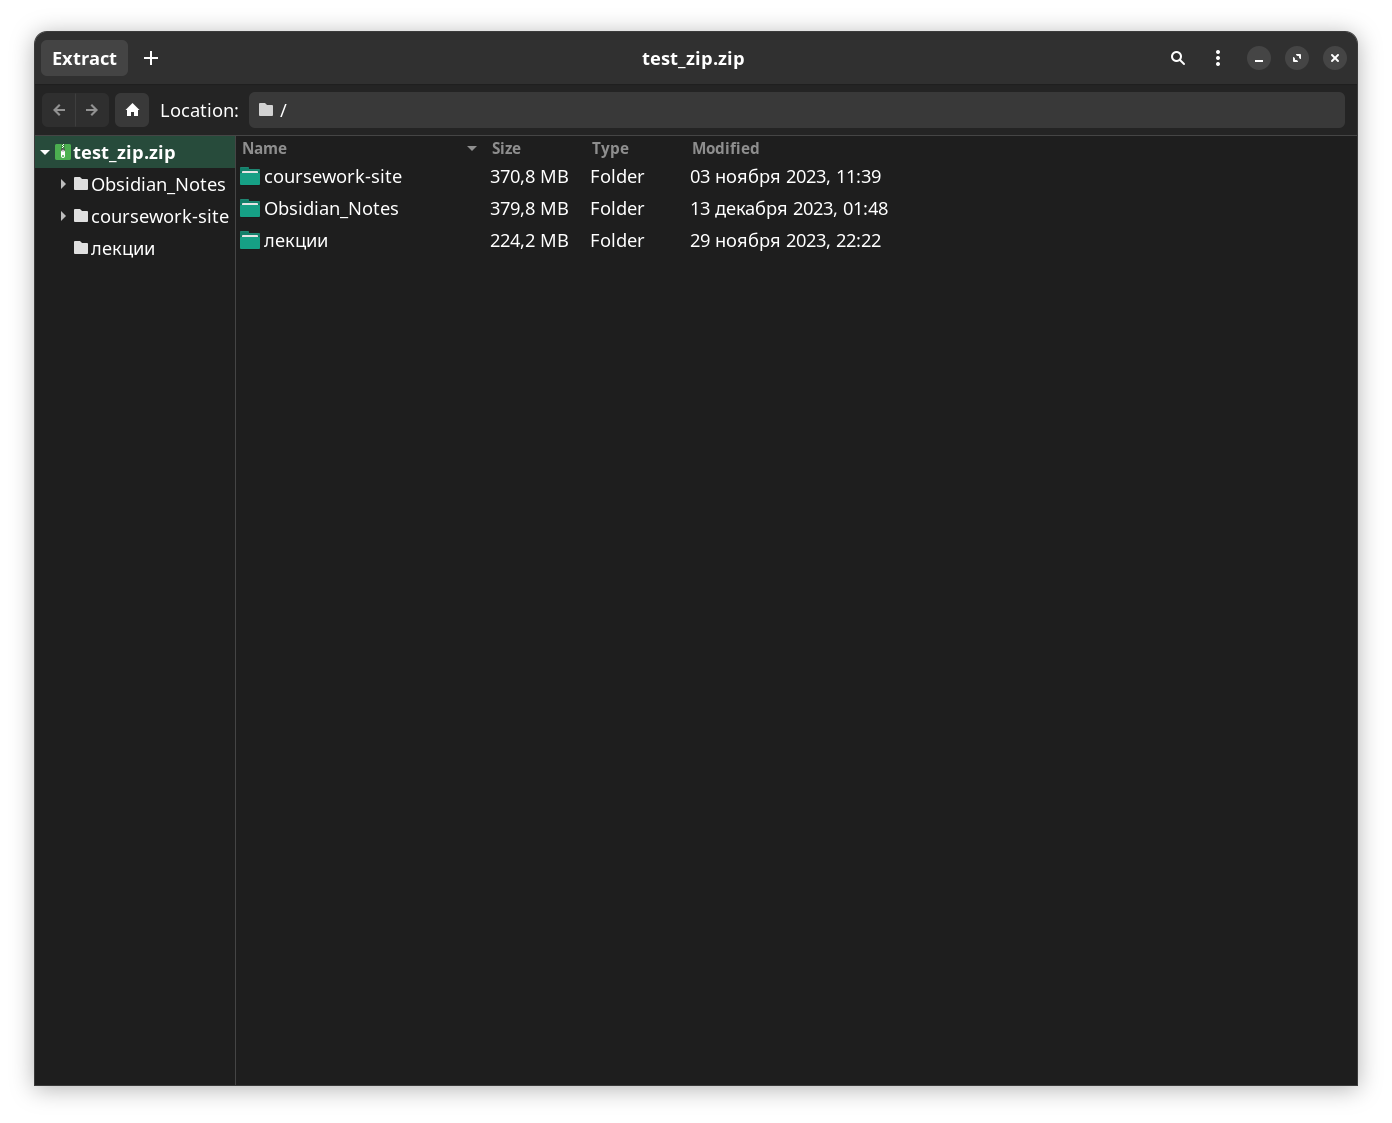 Extract
test_zip.zip
Location: /
test_zip.zip
Obsidian_Notes
coursework-site
лекции
Name Size Type Modified
coursework-site 370,8 MB Folder 03 ноября 2023, 11:39
Obsidian_Notes 379,8 MB Folder 13 декабря 2023, 01:48
лекции 224,2 MB Folder 29 ноября 2023, 22:22